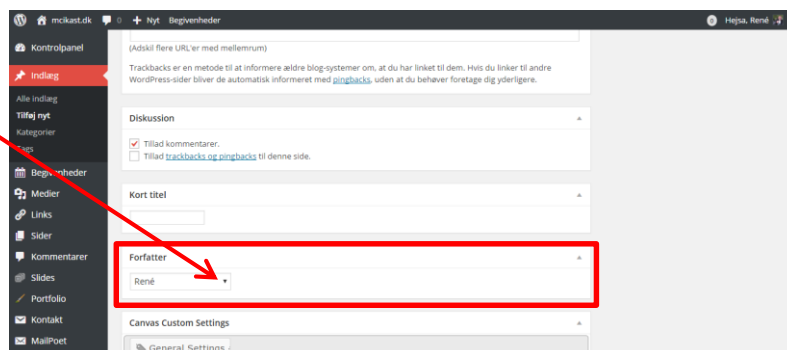 mcikast.dk 0 + Nyt Begivenheder
Hejsa, René
Kontrolpanel
Indlæg
Alle indlæg
Tilføj nyt
Kategorier
Tags
Begivenheder
Medier
Links
Sider
Kommentarer
Slides
Portfolio
Kontakt
MailPoet
(Adskil flere URL'er med mellemrum)
Trackbacks er en metode til at informere ældre blog-systemer om, at du har linket til dem. Hvis du linker til andre
WordPress-sider bliver de automatisk informeret med pingbacks, uden at du behøver foretage dig yderligere.
Diskussion
Tillad kommentarer.
Tillad trackbacks og pingbacks til denne side.
Kort titel
Forfatter
René
Canvas Custom Settings
General Settings